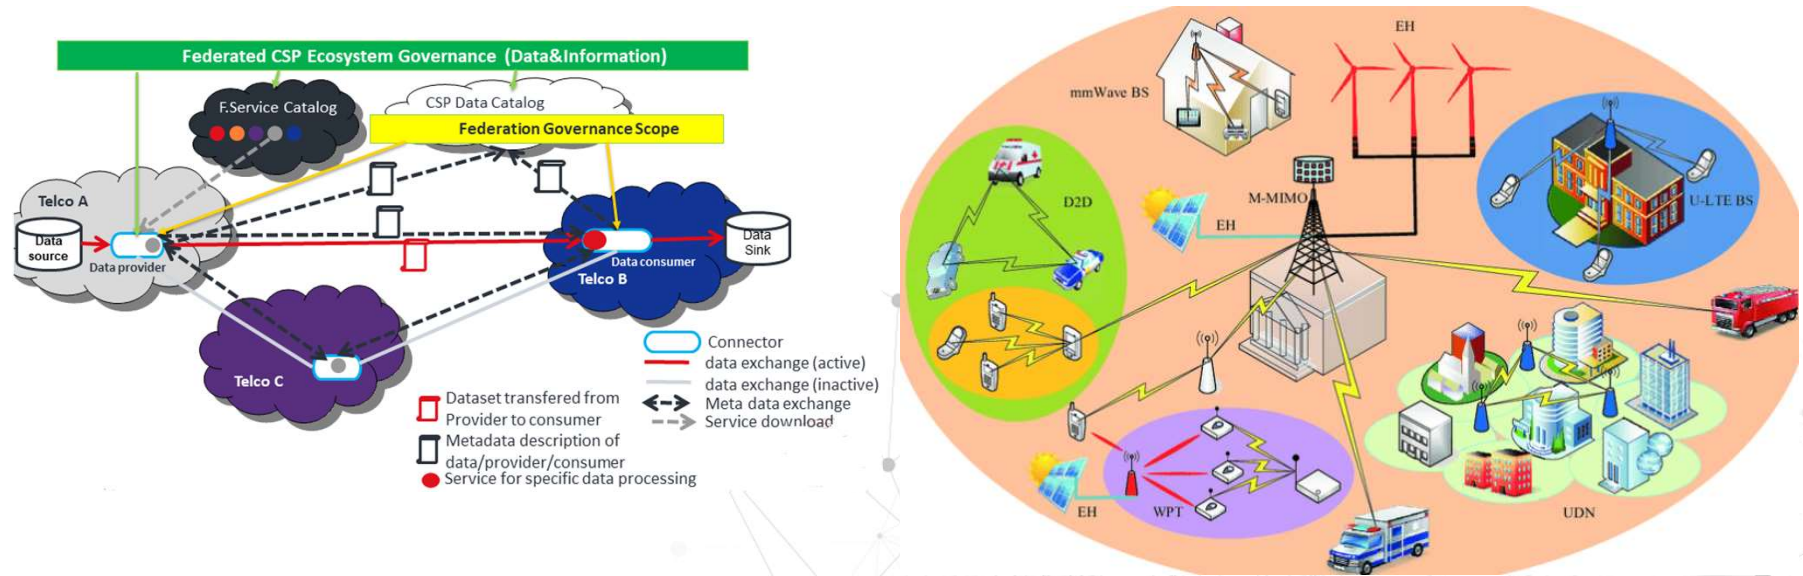 Federated CSP Ecosystem Governance (Data&Information)
F.Service Catalog
CSP Data Catalog
Federation Governance Scope
Telco A
Data
source
Data provider
Data
Sink
Data consumer
Telco B
Telco C
Connector
data exchange (active)
data exchange (inactive)
Meta data exchange
Service download
Dataset transfered from
Provider to consumer
Metadata description of
data/provider/consumer
Service for specific data processing
EH
mmWave BS
D2D
M-MIMO
EH
U-LTE BS
EH
WPT
UDN